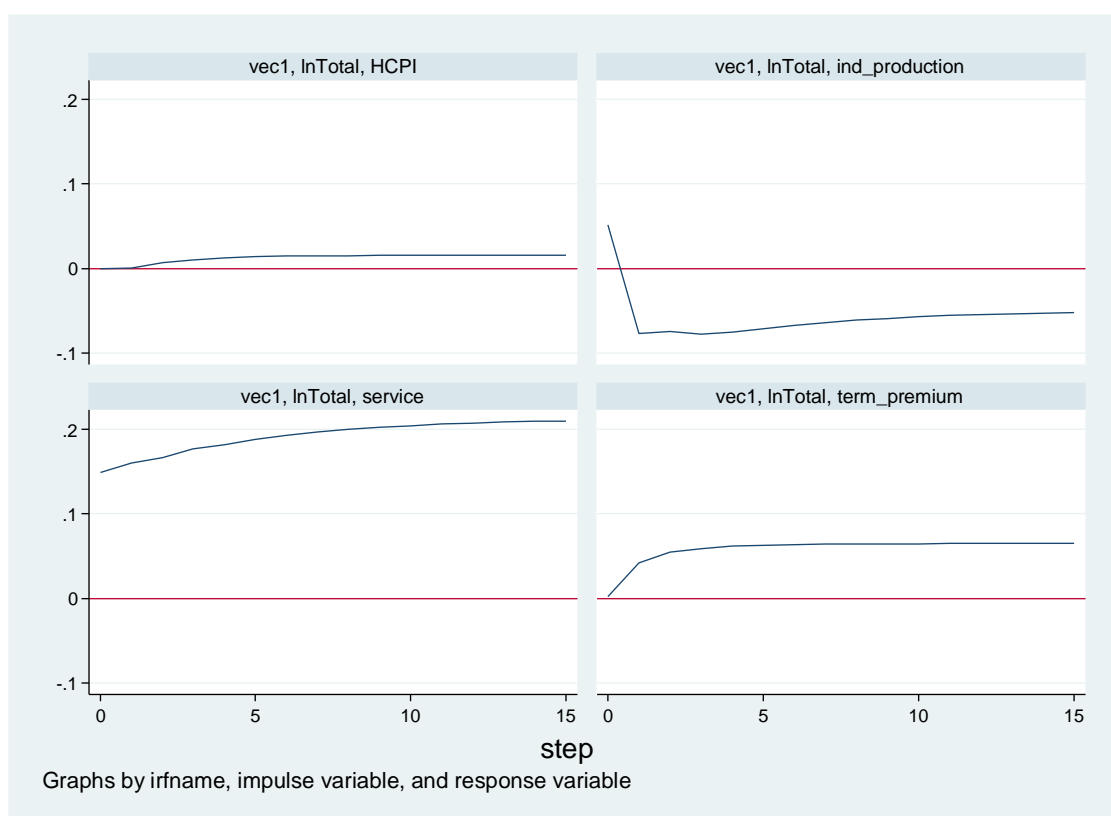 vec1, lnTotal, HCPI
vec1, lnTotal, ind_production
.2
.1
0
-.1
vec1, lnTotal, service
vec1, lnTotal, term_premium
.2
.1
0
-.1
0 5 10 15
0 5 10 15
step
Graphs by irfname, impulse variable, and response variable